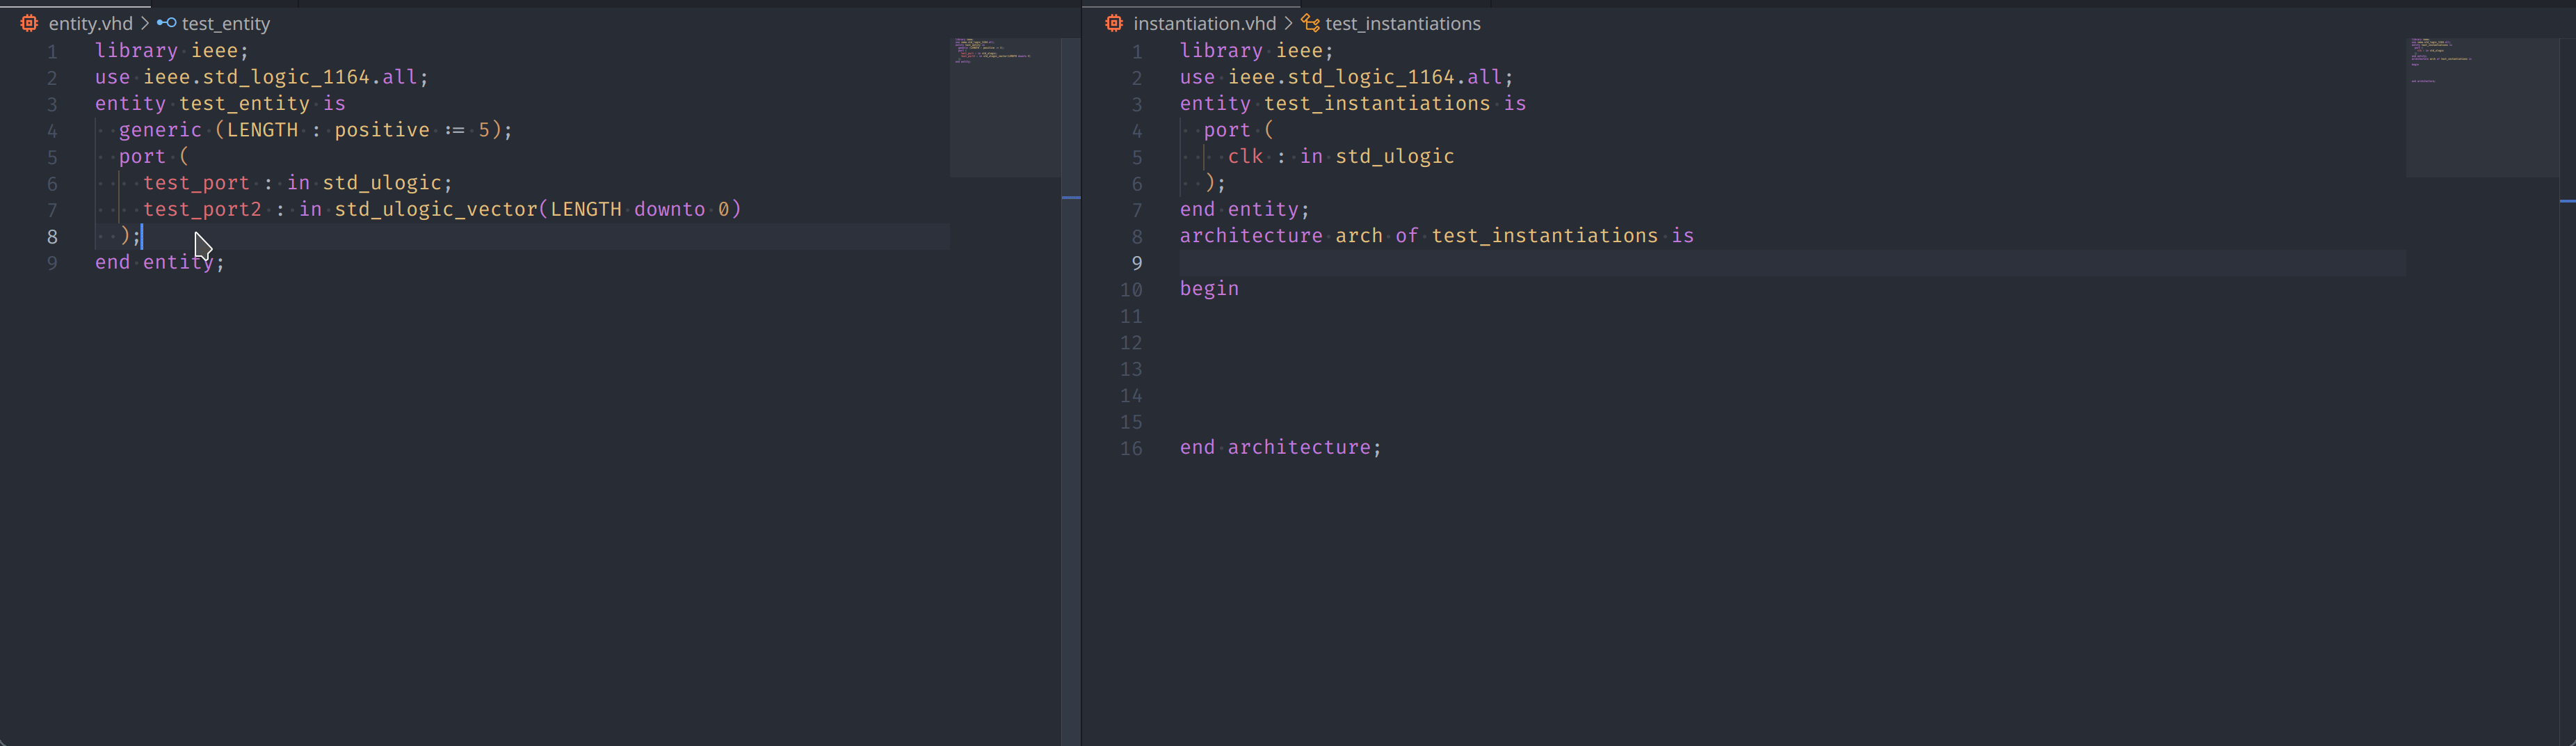 entity.vhd > test_entity
1 library ieee;
2 use ieee.std_logic_1164.all;
3 entity test_entity is
4 generic (LENGTH : positive := 5);
5 port (
6 test_port : in std_ulogic;
7 test_port2 : in std_ulogic_vector(LENGTH downto 0)
8 );
9 end entity;
instantiation.vhd > test_instantiations
1 library ieee;
2 use ieee.std_logic_1164.all;
3 entity test_instantiations is
4 port (
5 clk : in std_ulogic
6 );
7 end entity;
8 architecture arch of test_instantiations is
9
10 begin
11
12
13
14
15
16 end architecture;